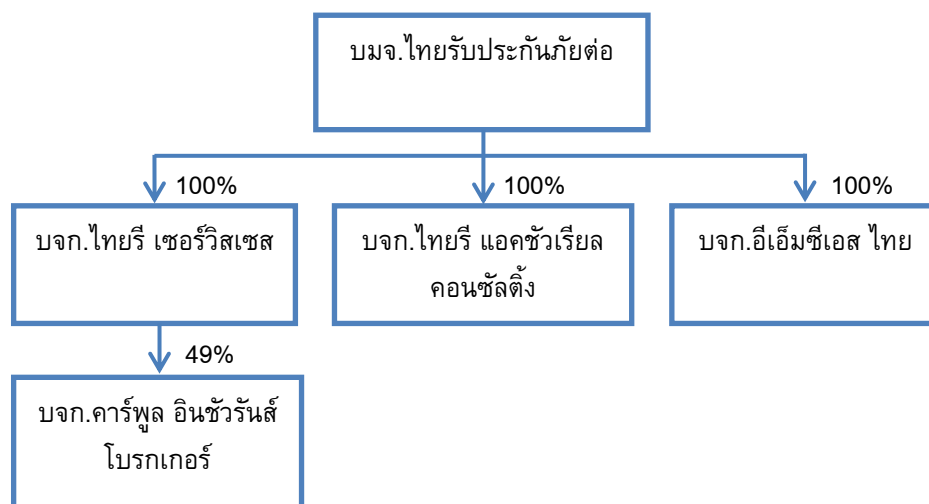 บมจ.ไทยรับประกันภัยต่อ
100%
100%
100%
บจก.ไทยรี เซอร์วิสเซส
บจก.ไทยรี แอคชัวเรียล
คอนซัลติ้ง
บจก.อีเอ็มซีเอส ไทย
49%
บจก.คาร์พูล อินชัวรันส์
โบรกเกอร์